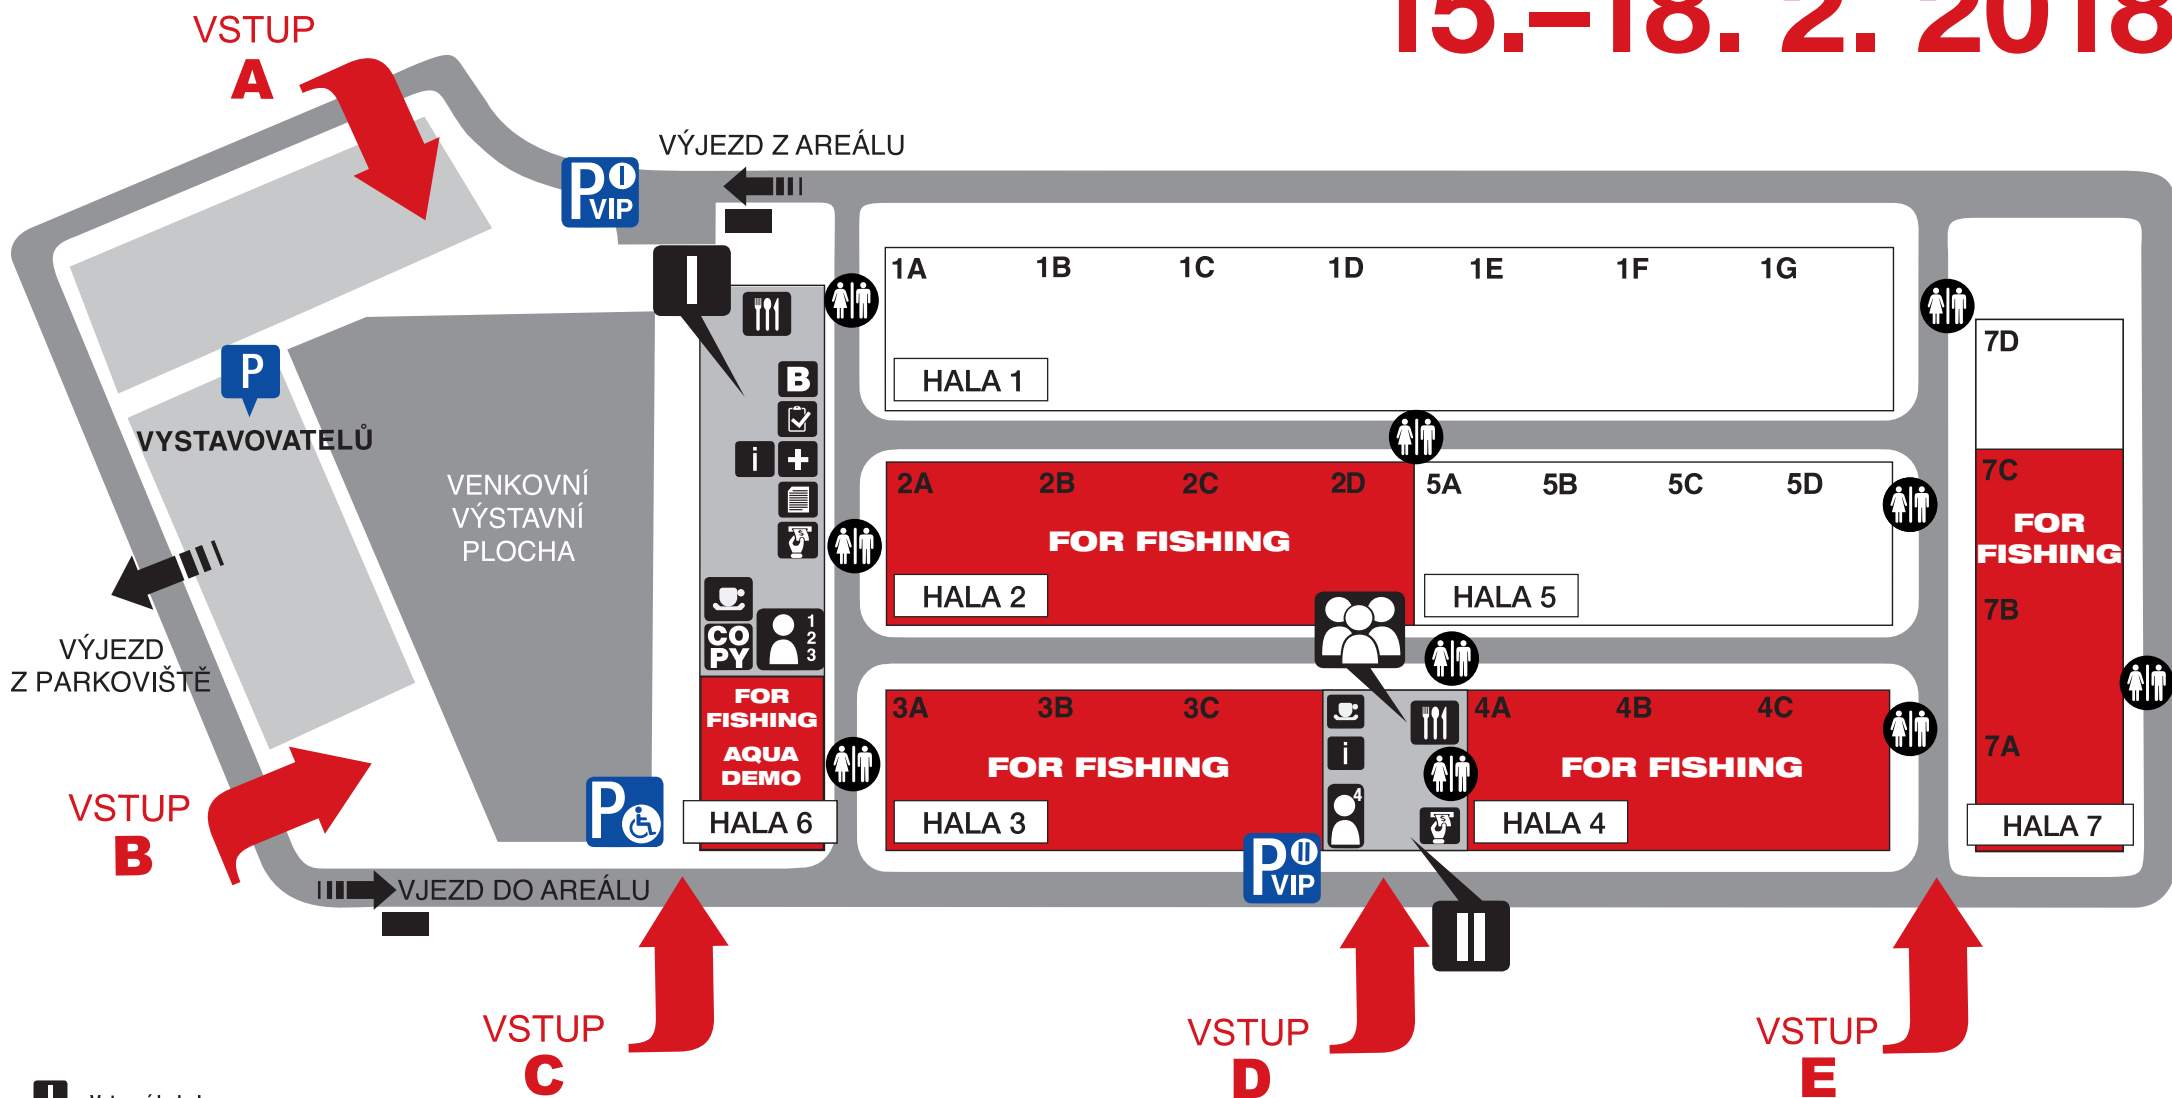 15.–18. 2. 2018
VSTUP
A
VÝJEZD Z AREÁLU
P
VIP
I
1A 1B 1C 1D 1E 1F 1G
HALA 1
7D
P
VYSTAVOVATELŮ
B
i
VENKOVNÍ
VÝSTAVNÍ
PLOCHA
2A 2B 2C 2D
FOR FISHING
HALA 2
5A 5B 5C 5D
HALA 5
7C
FOR
FISHING
7B
7A
HALA 7
VÝJEZD
Z PARKOVIŠTĚ
CO
PY
1
2
3
FOR
FISHING
AQUA
DEMO
HALA 6
3A 3B 3C
FOR FISHING
HALA 3
i
4
4A 4B 4C
FOR FISHING
HALA 4
P
P
II
VIP
VSTUP
B
VJEZD DO AREÁLU
II
VSTUP
C
VSTUP
D
VSTUP
E
I